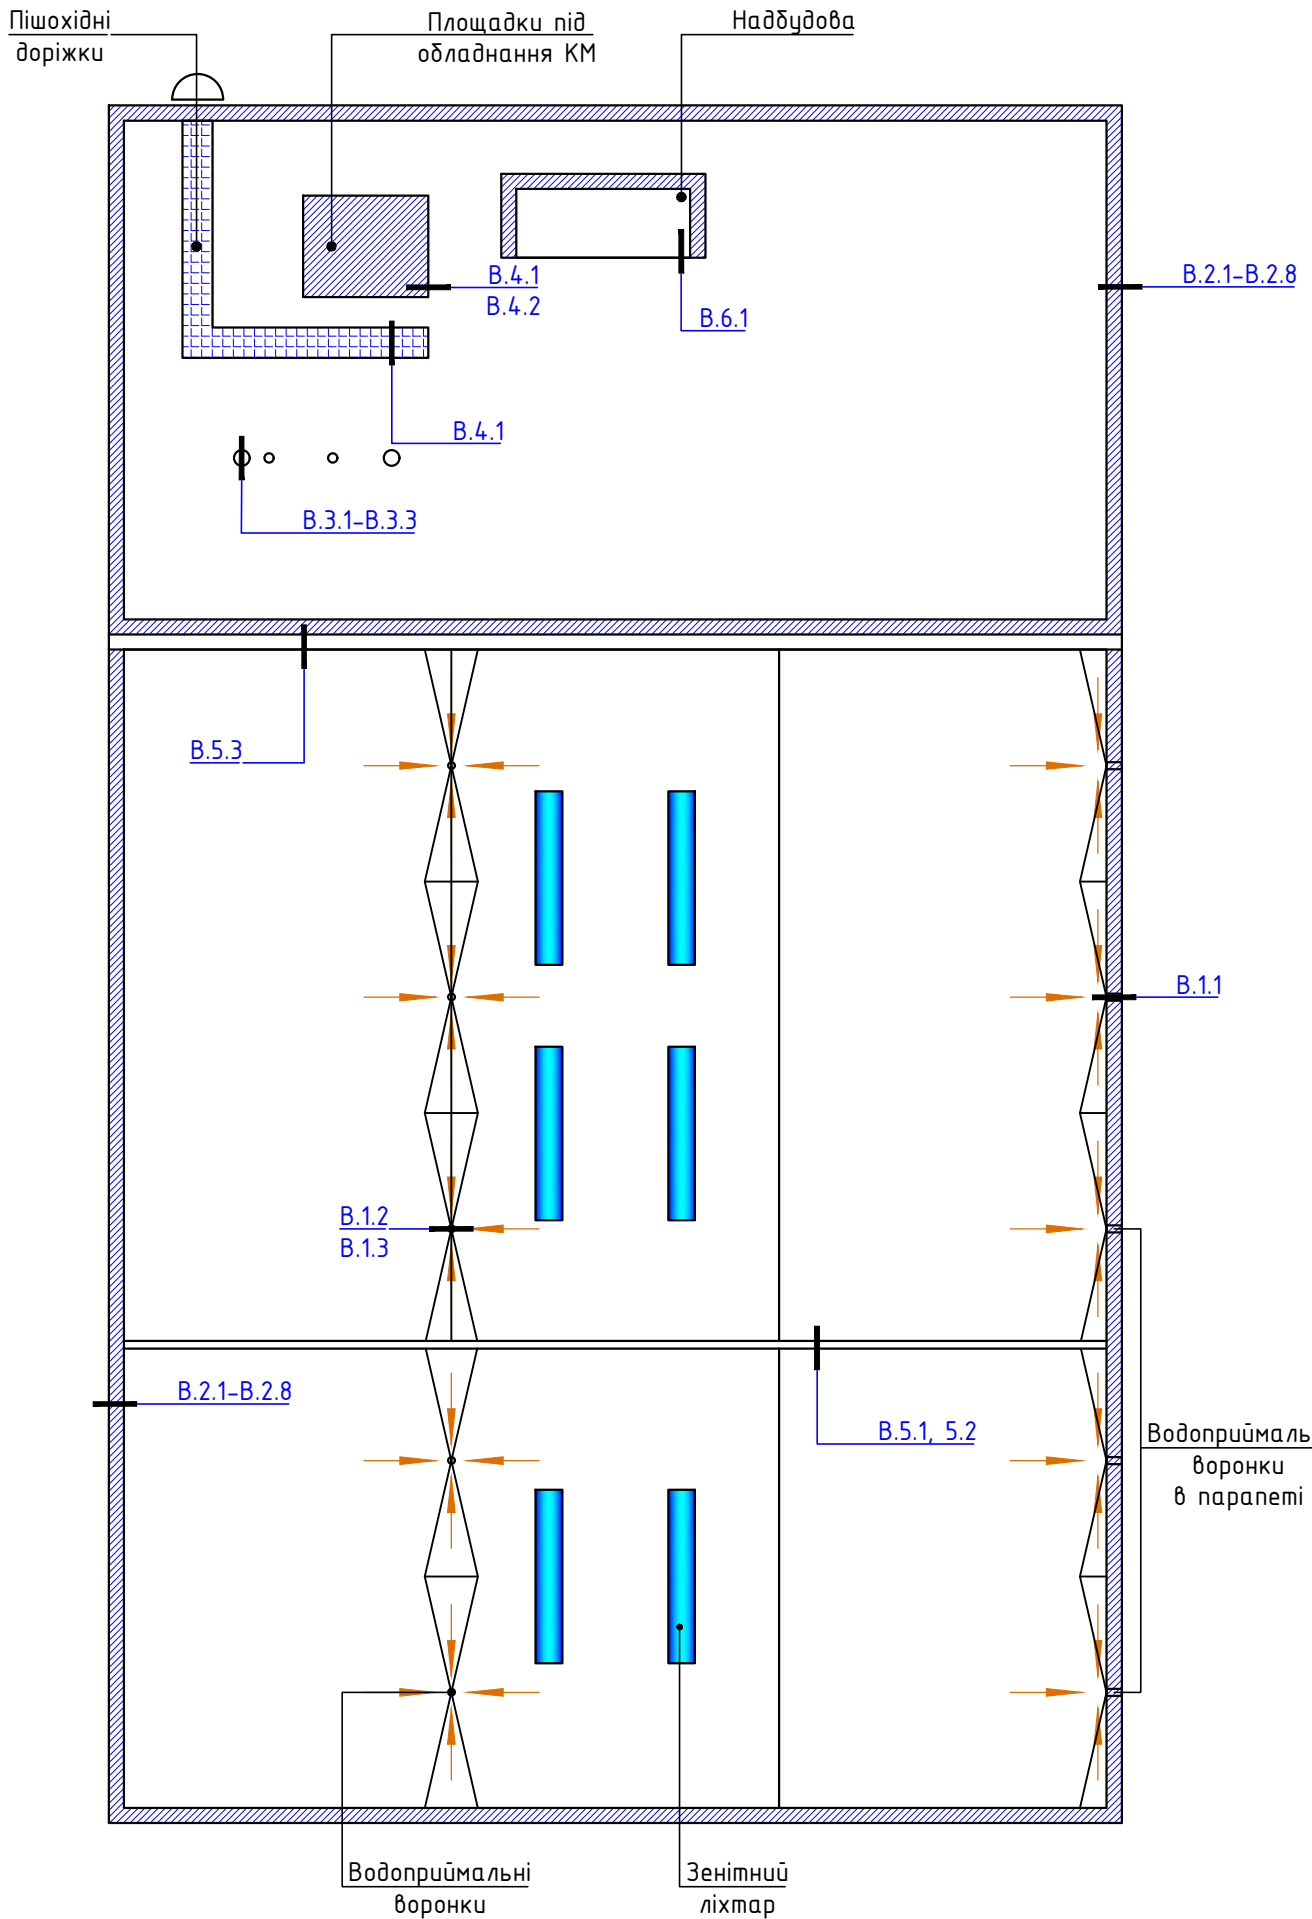 Пішохідні
доріжки
Площадки під
обладнання КМ
Надбудова
В.4.1
В.4.2
В.6.1
В.2.1-В.2.8
В.4.1
В.3.1-В.3.3
В.5.3
В.1.1
В.1.2
В.1.3
В.2.1-В.2.8
В.5.1, 5.2
Водоприймаль
воронки
в парапеті
Водоприймальні
воронки
Зенітний
ліхтар